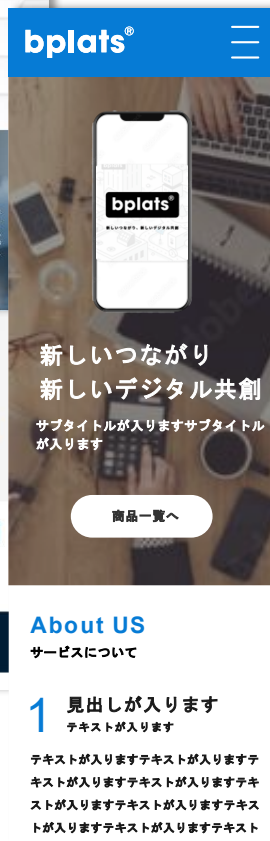 bplats®
bplats®
新しいつながり、新しいデジタル共創
新しいつながり
新しいデジタル共創
サブタイトルが入りますサブタイトル
が入ります
商品一覧へ
About US
サービスについて
1 見出しが入ります
テキストが入ります
テキストが入りますテキストが入りますテ
キストが入りますテキストが入りますテキ
ストが入りますテキストが入りますテキス
トが入りますテキストが入りますテキスト